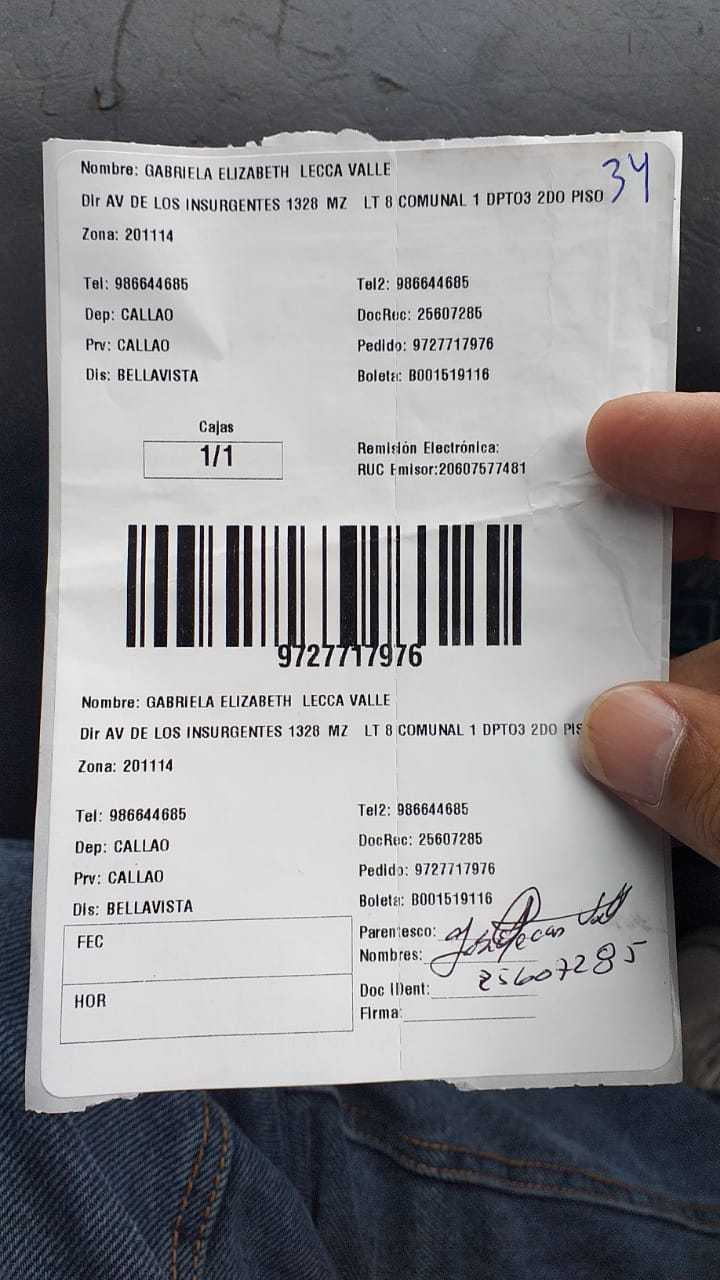 34
Nombre: GABRIELA ELIZABETH LECCA VALLE
Dir AV DE LOS INSURGENTES 1328 MZ LT 8 COMUNAL 1 DPTO3 2DO PISO
Zona: 201114
Tel: 986644685 Tel2: 986644685
Dep: CALLAO DocRec: 25607285
Prv: CALLAO Pedido: 9727717976
Dis: BELLAVISTA Boleta: B001519116
Cajas
1/1
Remisión Electrónica:
RUC Emisor:20607577481
9727717976
Nombre: GABRIELA ELIZABETH LECCA VALLE
Dir AV DE LOS INSURGENTES 1328 MZ LT 8 COMUNAL 1 DPTO3 2DO PIS
Zona: 201114
Tel: 986644685 Tel2: 986644685
Dep: CALLAO DocRec: 25607285
Prv: CALLAO Pedido: 9727717976
Dis: BELLAVISTA Boleta: B001519116
FEC
HOR
Parentesco:
Nombres:
Doc IDent: 25607285
Firma: